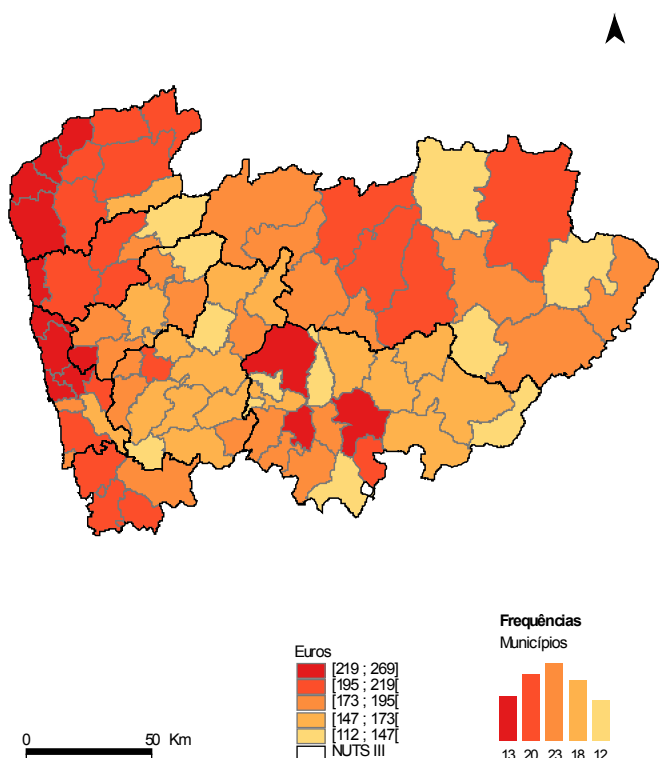 Frequências
Municípios
Euros
[219 ; 269]
[195 ; 219[
[173 ; 195[
[147 ; 173[
[112 ; 147[
NUTS III
0 50 Km
13 20 23 18 12